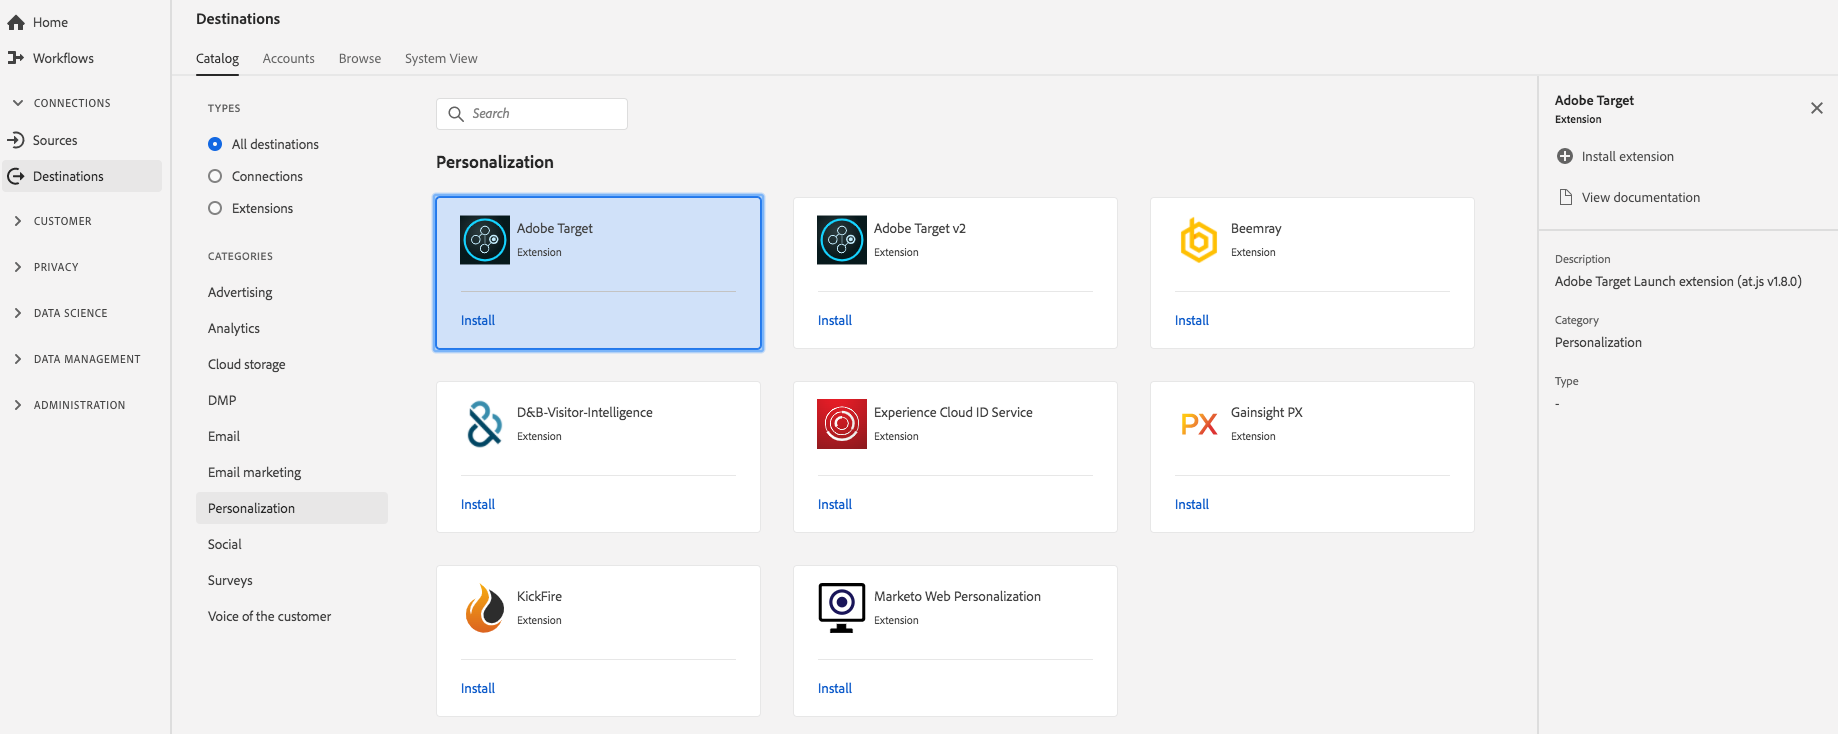 Home
Workflows
CONNECTIONS
Sources
Destinations
CUSTOMER
PRIVACY
DATA SCIENCE
DATA MANAGEMENT
ADMINISTRATION
Destinations
Catalog
Accounts
Browse
System View
TYPES
All destinations
Connections
Extensions
CATEGORIES
Advertising
Analytics
Cloud storage
DMP
Email
Email marketing
Personalization
Social
Surveys
Voice of the customer
Search
Personalization
Adobe Target
Extension
Install
Adobe Target v2
Extension
Install
Beemray
Extension
Install
D&B-Visitor-Intelligence
Extension
Install
Experience Cloud ID Service
Extension
Install
PX
Gainsight PX
Extension
Install
KickFire
Extension
Install
Marketo Web Personalization
Extension
Install
Adobe Target
Extension
Install extension
View documentation
Description
Adobe Target Launch extension (at.js v1.8.0)
Category
Personalization
Type
-